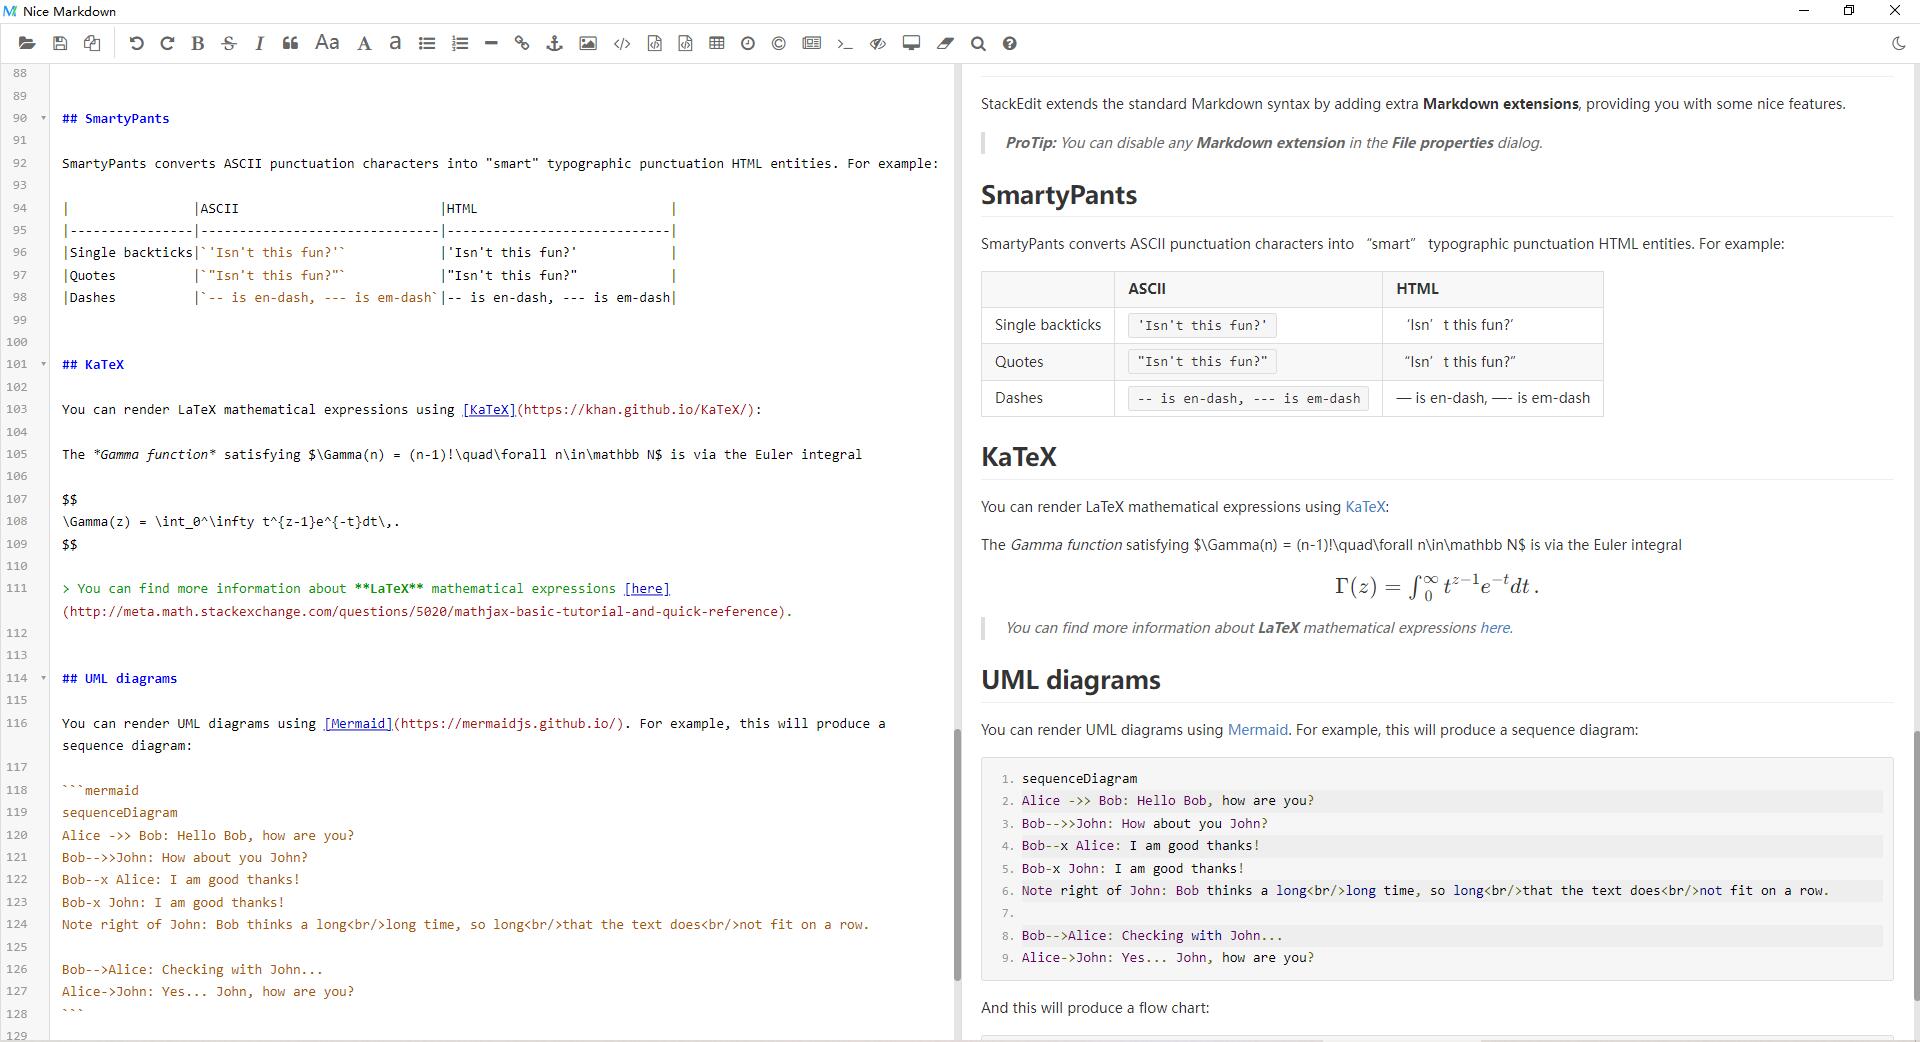 Nice Markdown
88
89
90 ## SmartyPants
91
92 SmartyPants converts ASCII punctuation characters into "smart" typographic punctuation HTML entities. For example:
93
94 |                |ASCII                          |HTML                         |
95 |----------------|-------------------------------|-----------------------------|
96 |Single backticks|`'Isn't this fun?'`            |'Isn't this fun?'            |
97 |Quotes          |`"Isn't this fun?"`            |"Isn't this fun?"            |
98 |Dashes          |`-- is en-dash, --- is em-dash`|-- is en-dash, --- is em-dash|
99
100
101 ## KaTeX
102
103 You can render LaTeX mathematical expressions using [KaTeX](https://khan.github.io/KaTeX/):
104
105 The *Gamma function* satisfying $\Gamma(n) = (n-1)!\quad\forall n\in\mathbb N$ is via the Euler integral
106
107 $$
108 \Gamma(z) = \int_0^\infty t^{z-1}e^{-t}dt\,.
109 $$
110
111 > You can find more information about **LaTeX** mathematical expressions [here]
(http://meta.math.stackexchange.com/questions/5020/mathjax-basic-tutorial-and-quick-reference).
112
113
114 ## UML diagrams
115
116 You can render UML diagrams using [Mermaid](https://mermaidjs.github.io/). For example, this will produce a
sequence diagram:
117
118 ```mermaid
119 sequenceDiagram
120 Alice ->> Bob: Hello Bob, how are you?
121 Bob-->>John: How about you John?
122 Bob--x Alice: I am good thanks!
123 Bob-x John: I am good thanks!
124 Note right of John: Bob thinks a long<br/>long time, so long<br/>that the text does<br/>not fit on a row.
125
126 Bob-->Alice: Checking with John...
127 Alice->John: Yes... John, how are you?
128 ```
129
StackEdit extends the standard Markdown syntax by adding extra Markdown extensions, providing you with some nice features.
ProTip: You can disable any Markdown extension in the File properties dialog.
SmartyPants
SmartyPants converts ASCII punctuation characters into “smart” typographic punctuation HTML entities. For example:
ASCII HTML
Single backticks 'Isn't this fun?' ‘Isn’t this fun?’
Quotes "Isn't this fun?" “Isn’t this fun?”
Dashes -- is en-dash, --- is em-dash — is en-dash, —- is em-dash
KaTeX
You can render LaTeX mathematical expressions using KaTeX:
The Gamma function satisfying $\Gamma(n) = (n-1)!\quad\forall n\in\mathbb N$ is via the Euler integral
Γ(z) = ∫₀^∞ t^{z−1}e^{−t}dt .
You can find more information about LaTeX mathematical expressions here.
UML diagrams
You can render UML diagrams using Mermaid. For example, this will produce a sequence diagram:
1. sequenceDiagram
2. Alice ->> Bob: Hello Bob, how are you?
3. Bob-->>John: How about you John?
4. Bob--x Alice: I am good thanks!
5. Bob-x John: I am good thanks!
6. Note right of John: Bob thinks a long<br/>long time, so long<br/>that the text does<br/>not fit on a row.
7.
8. Bob-->Alice: Checking with John...
9. Alice->John: Yes... John, how are you?
And this will produce a flow chart: